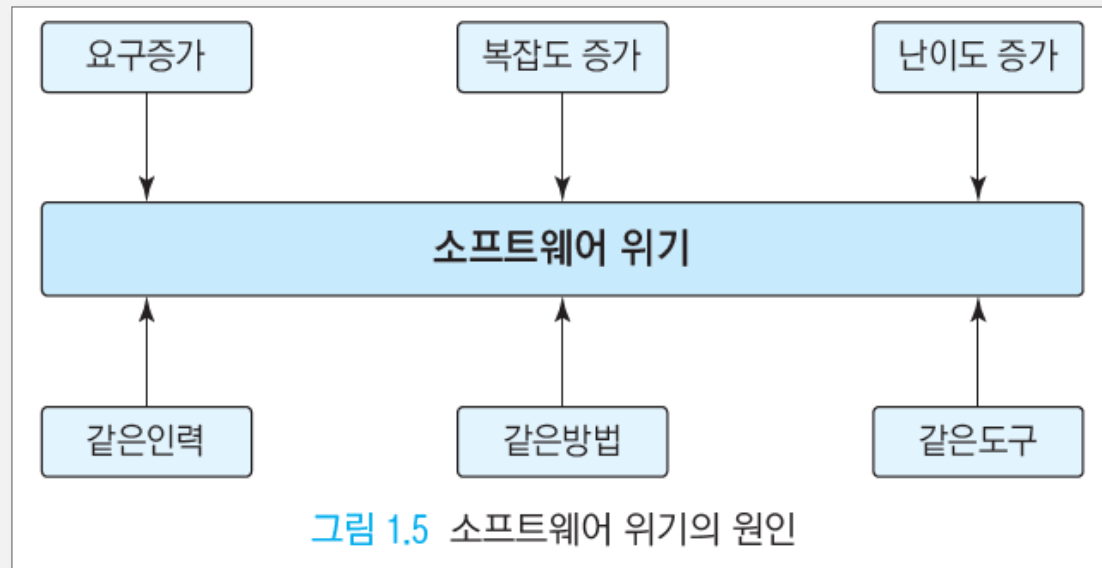 요구증가
복잡도 증가
난이도 증가
소프트웨어 위기
같은인력
같은방법
같은도구
그림 1.5 소프트웨어 위기의 원인